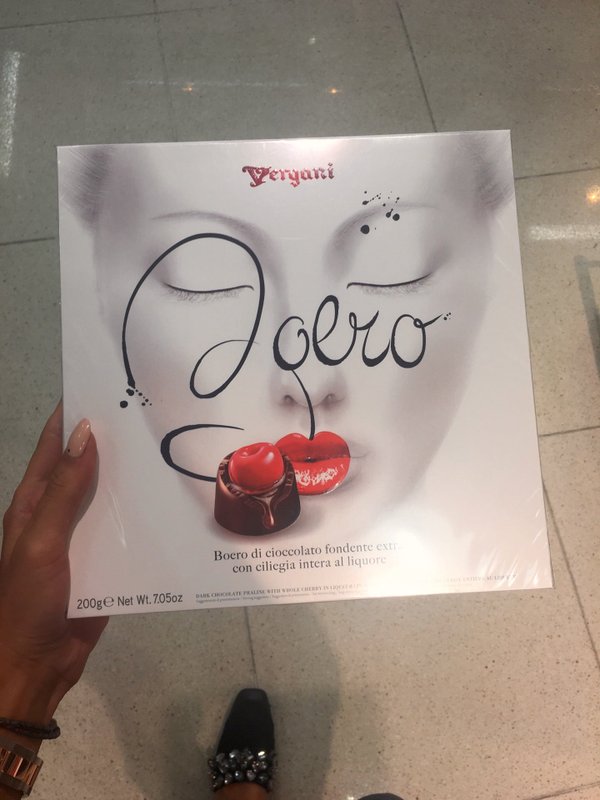 Vergani
Boero
Boero di cioccolato fondente extra
con ciliegia intera al liquore
200g℮ Net Wt. 7.05oz
DARK CHOCOLATE PRALINE WITH WHOLE CHERRY IN LIQUEUR